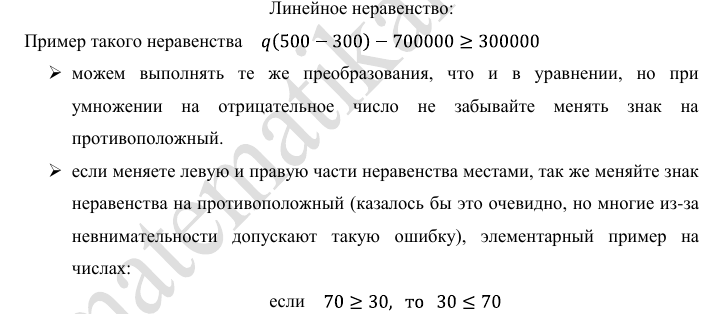 Линейное неравенство:
Пример такого неравенства q(500 − 300) − 700000 ≥ 300000
➢ можем выполнять те же преобразования, что и в уравнении, но при
умножении на отрицательное число не забывайте менять знак на
противоположный.
➢ если меняете левую и правую части неравенства местами, так же меняйте знак
неравенства на противоположный (казалось бы это очевидно, но многие из-за
невнимательности допускают такую ошибку), элементарный пример на
числах:
если 70 ≥ 30, то 30 ≤ 70
matematika